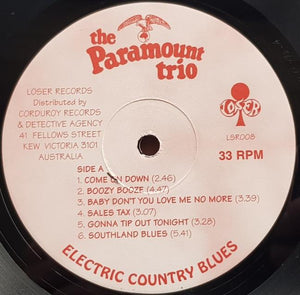 the
Paramount
trio
LOSER RECORDS
Distributed by
CORDUROY RECORDS
& DETECTIVE AGENCY
41 FELLOWS STREET
KEW VICTORIA 3101
AUSTRALIA
LOSER
LSR008
33 RPM
SIDE A
1. COME ON DOWN (2.46)
2. BOOZY BOOZE (4.47)
3. BABY DON'T YOU LOVE ME NO MORE (3.39)
4. SALES TAX (3.07)
5. GONNA TIP OUT TONIGHT (3.28)
6. SOUTHLAND BLUES (5.41)
ELECTRIC COUNTRY BLUES